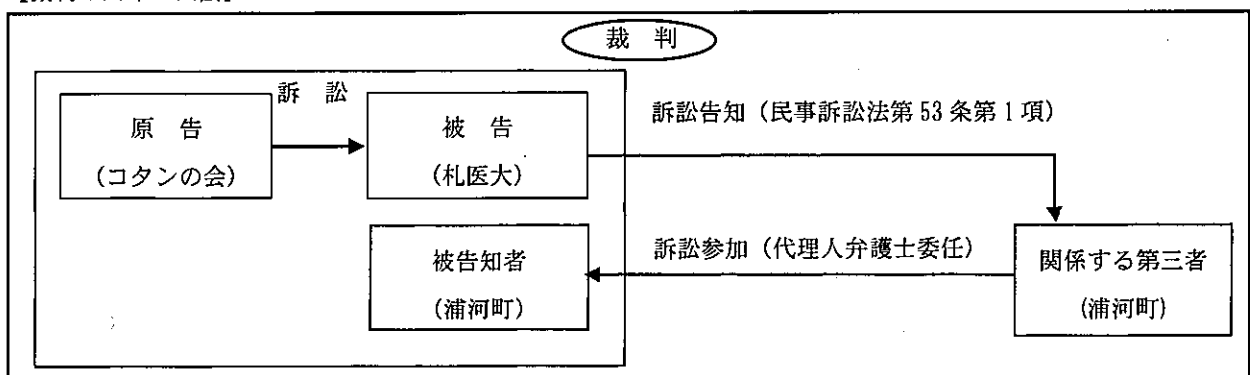 裁 判
訴 訟
原 告
(コタンの会)
被 告
(札医大)
訴訟告知（民事訴訟法第 53 条第 1 項）
被告知者
(浦河町)
訴訟参加（代理人弁護士委任）
関係する第三者
(浦河町)